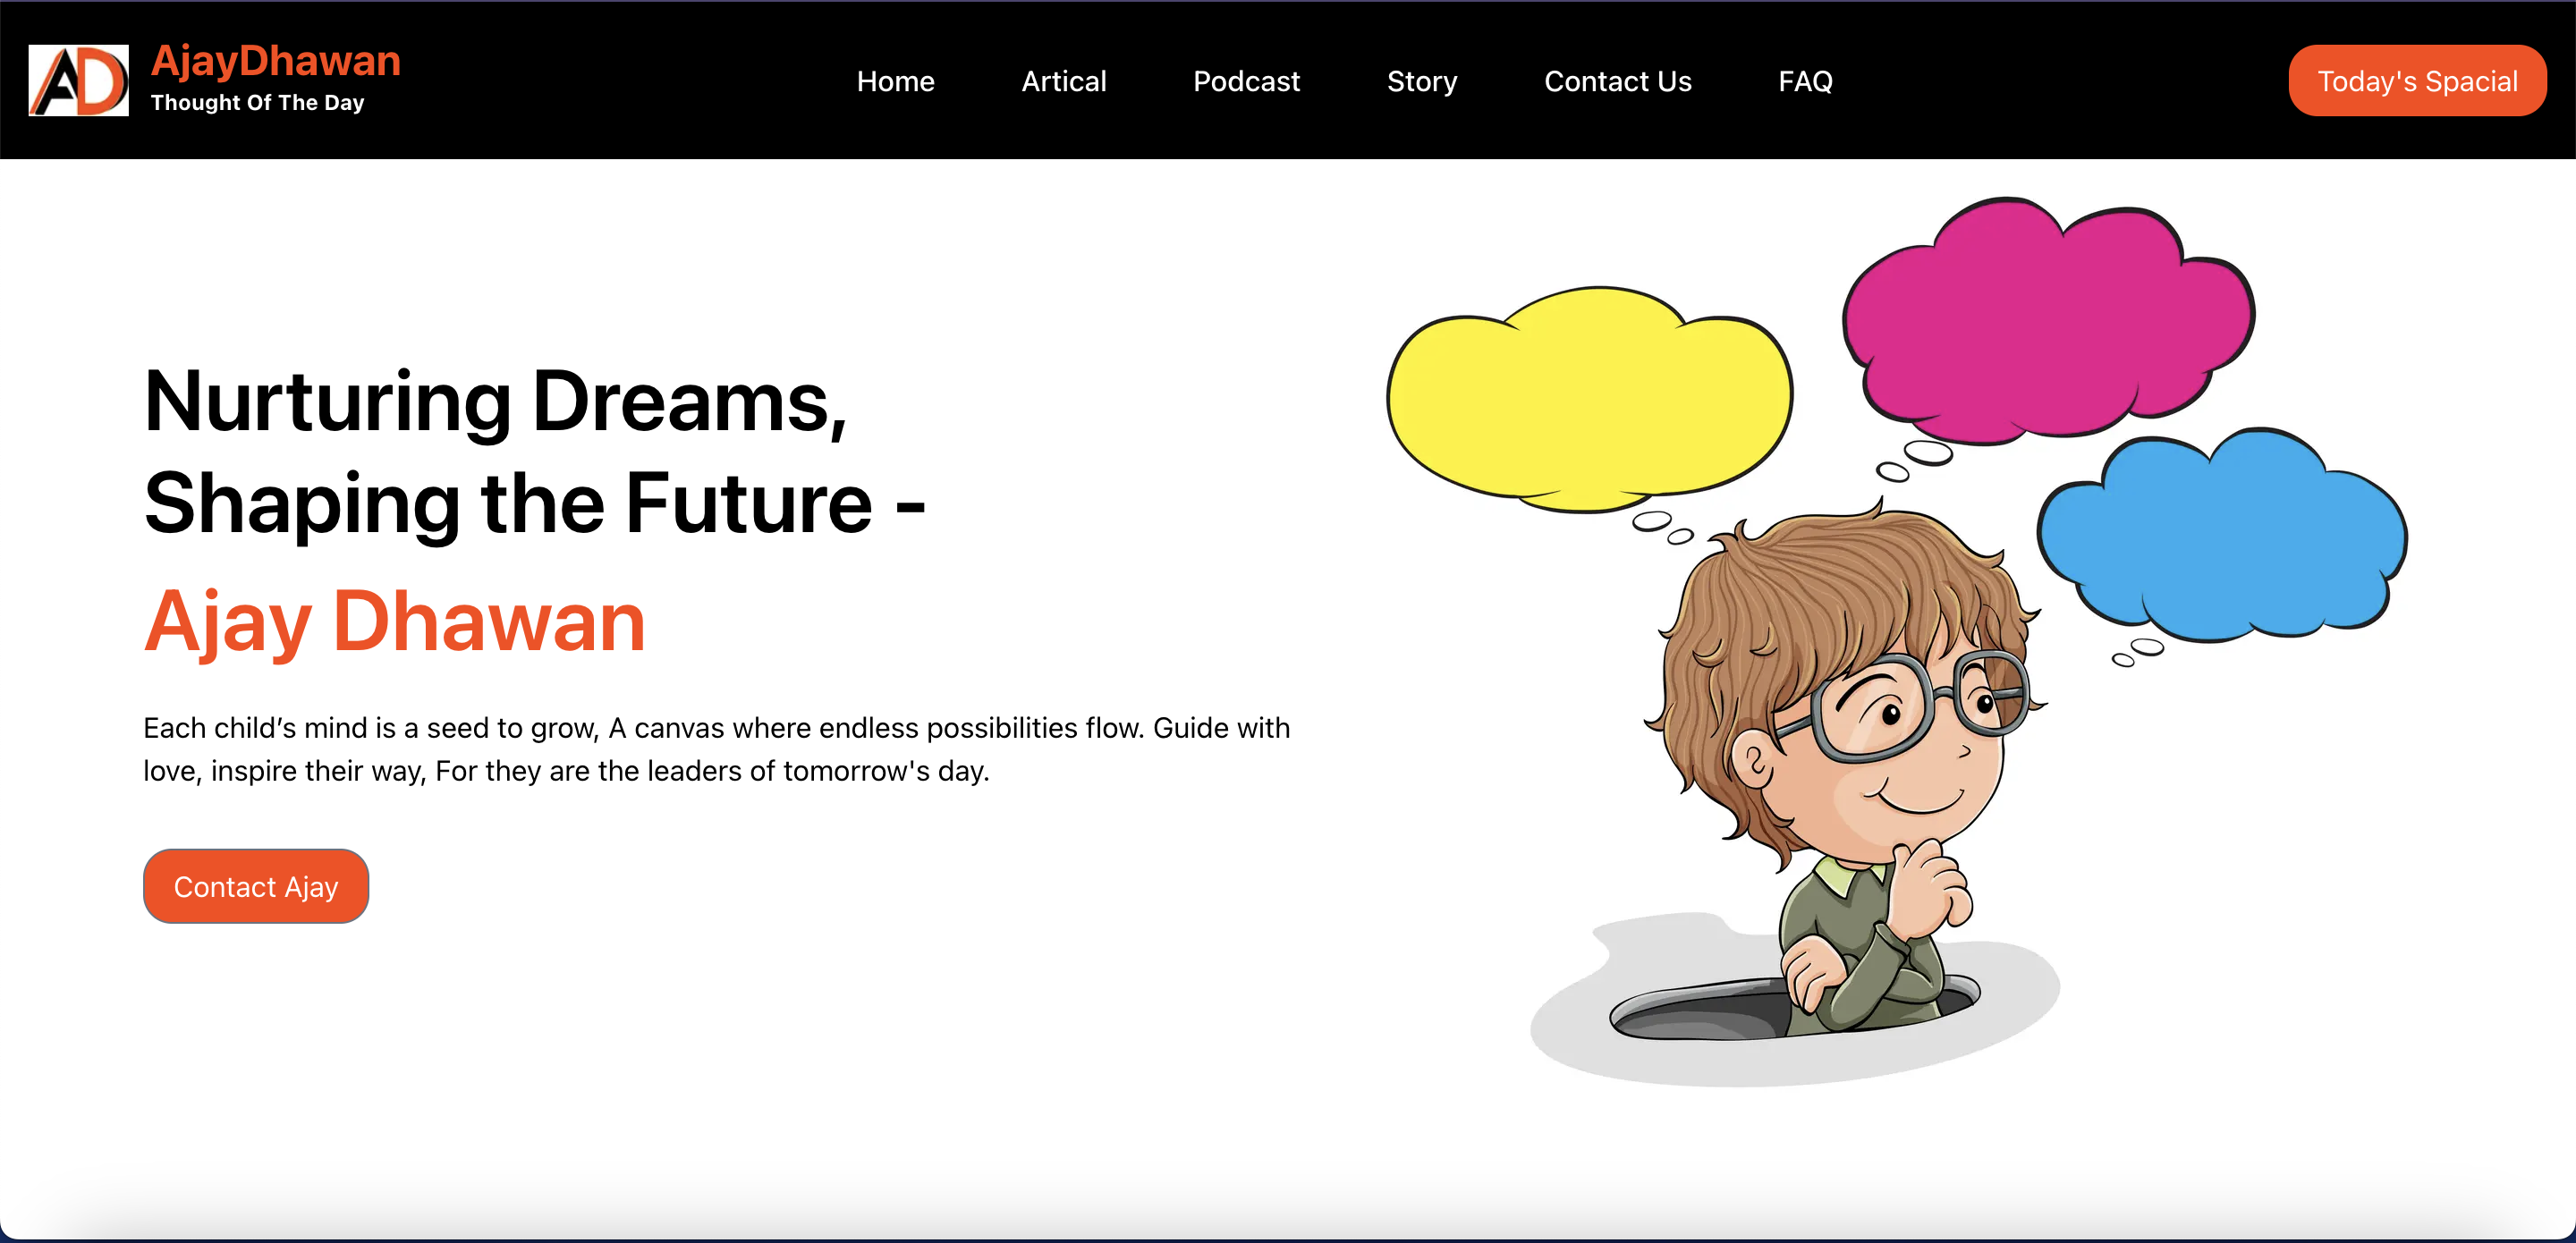 AD
AjayDhawan
Thought Of The Day
Home
Artical
Podcast
Story
Contact Us
FAQ
Today's Spacial
Nurturing Dreams,
Shaping the Future -
Ajay Dhawan
Each child’s mind is a seed to grow, A canvas where endless possibilities flow. Guide with
love, inspire their way, For they are the leaders of tomorrow's day.
Contact Ajay